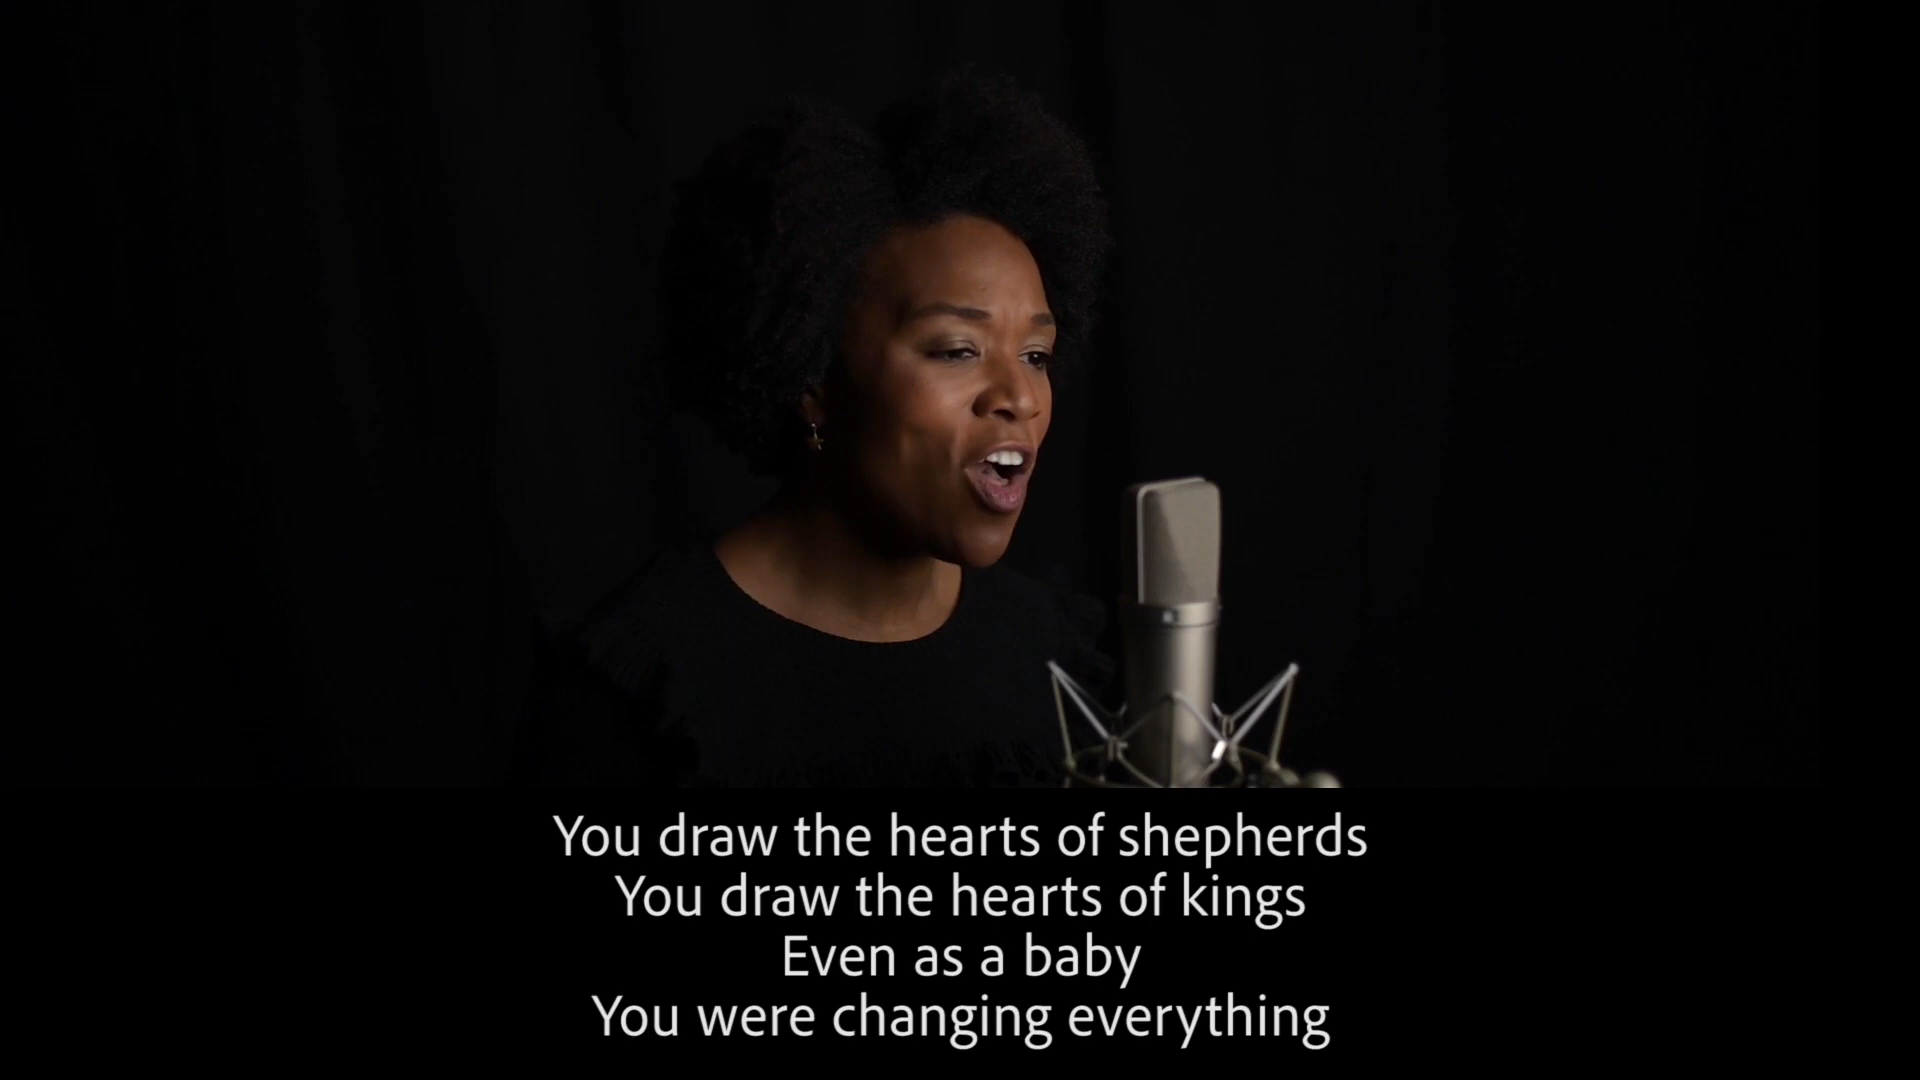 You draw the hearts of shepherds
You draw the hearts of kings
Even as a baby
You were changing everything